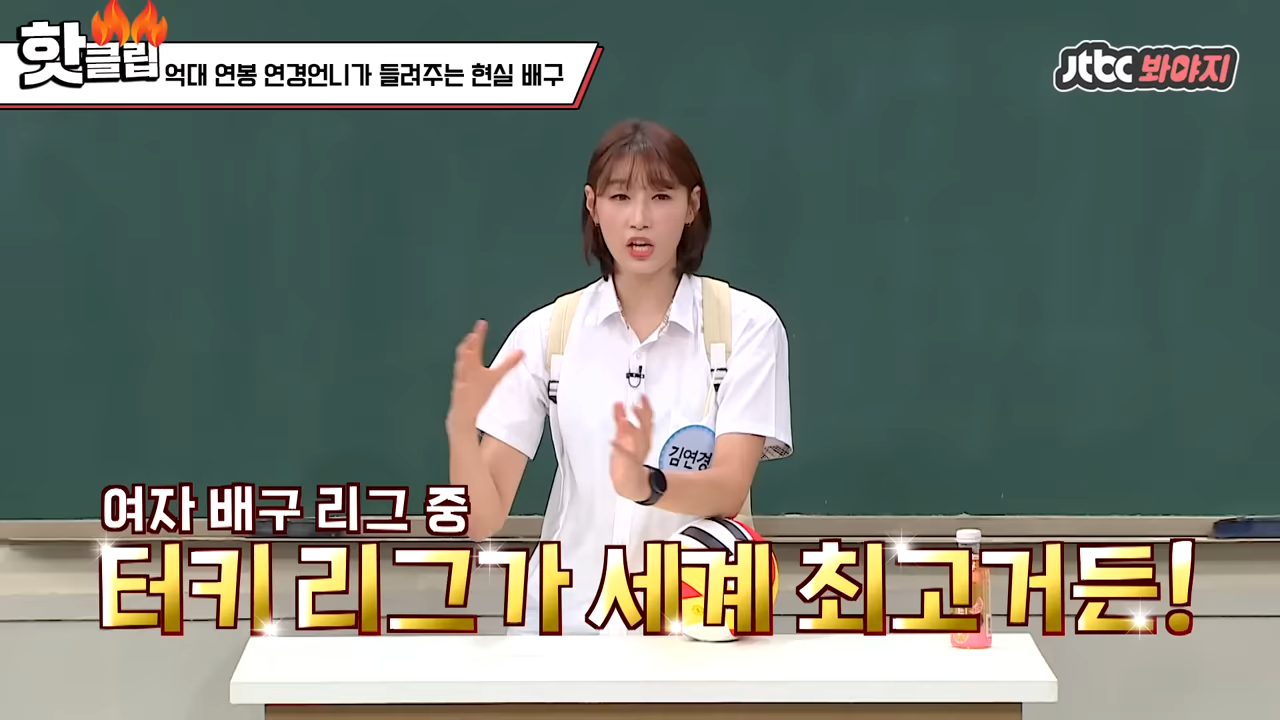 핫클립
억대 연봉 연경언니가 들려주는 현실 배구
jtbc 봐야지
김연경
여자 배구 리그 중
터키 리그가 세계 최고거든!